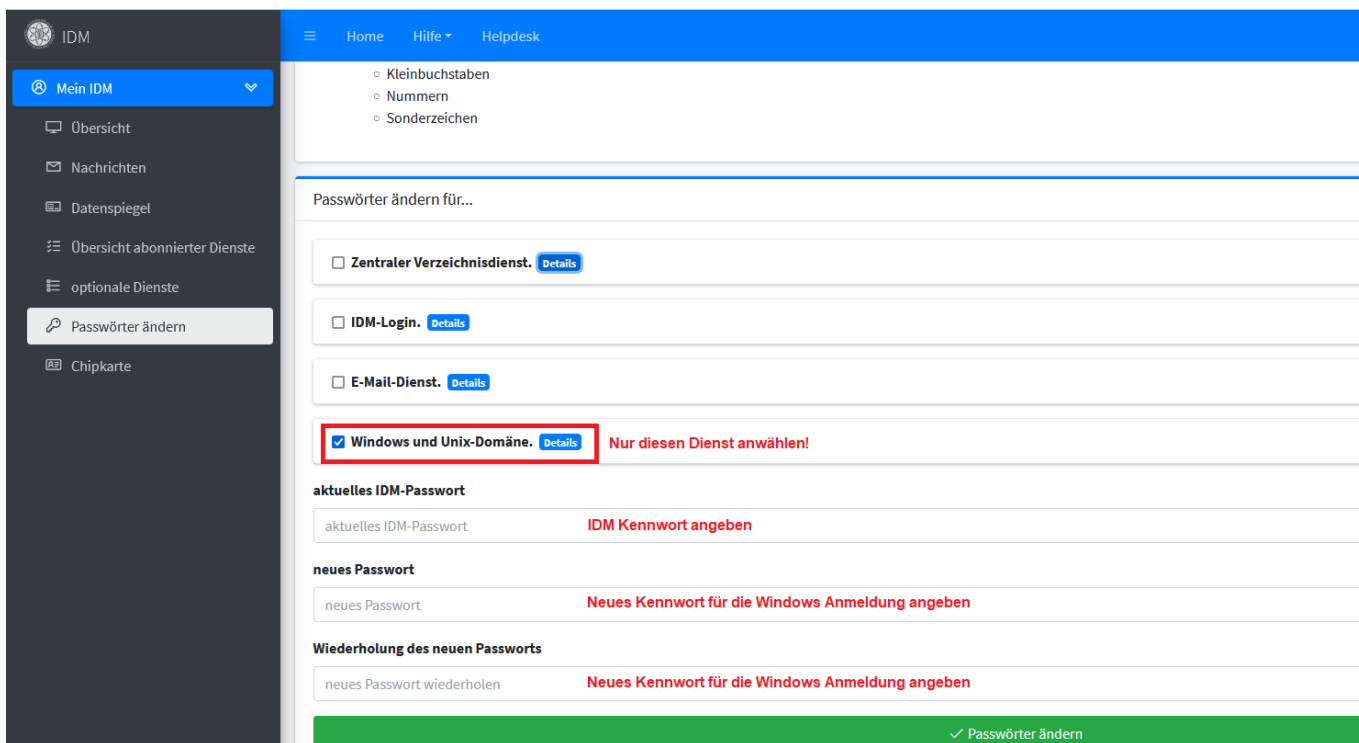 IDM
Home Hilfe Helpdesk
Mein IDM
Übersicht
Nachrichten
Datenspiegel
Übersicht abonnierter Dienste
optionale Dienste
Passwörter ändern
Chipkarte
Kleinbuchstaben
Nummern
Sonderzeichen
Passwörter ändern für...
Zentraler Verzeichnisdienst. Details
IDM-Login. Details
E-Mail-Dienst. Details
Windows und Unix-Domäne. Details Nur diesen Dienst anwählen!
aktuelles IDM-Passwort
aktuelles IDM-Passwort IDM Kennwort angeben
neues Passwort
neues Passwort Neues Kennwort für die Windows Anmeldung angeben
Wiederholung des neuen Passworts
neues Passwort wiederholen Neues Kennwort für die Windows Anmeldung angeben
Passwörter ändern